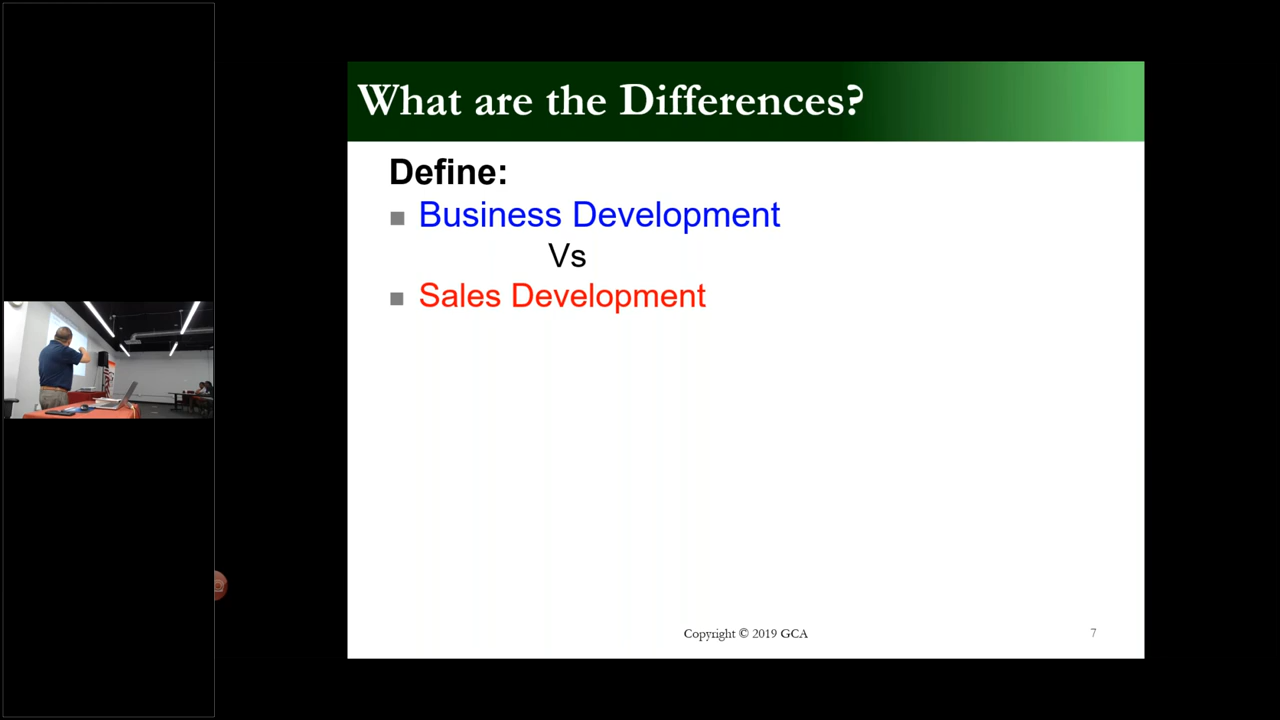 What are the Differences?
Define:
Business Development
Vs
Sales Development
Copyright © 2019 GCA
7